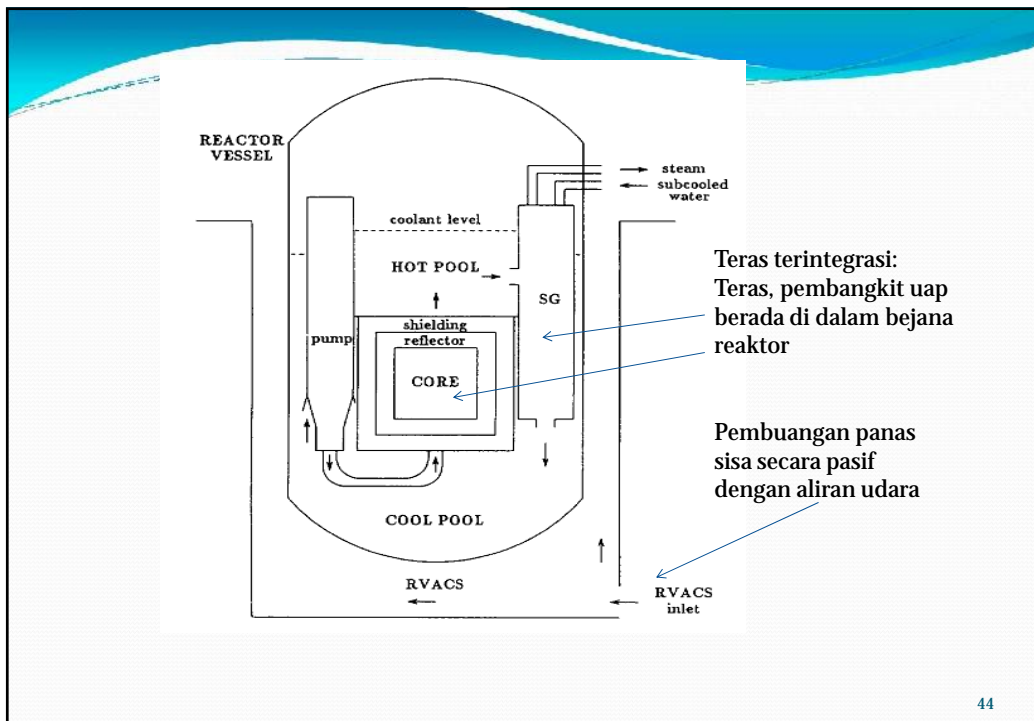 REACTOR
VESSEL
steam
subcooled
water
coolant level
HOT POOL
SG
pump
shielding
reflector
CORE
COOL POOL
RVACS
RVACS
inlet
Teras terintegrasi:
Teras, pembangkit uap
berada di dalam bejana
reaktor
Pembuangan panas
sisa secara pasif
dengan aliran udara
44